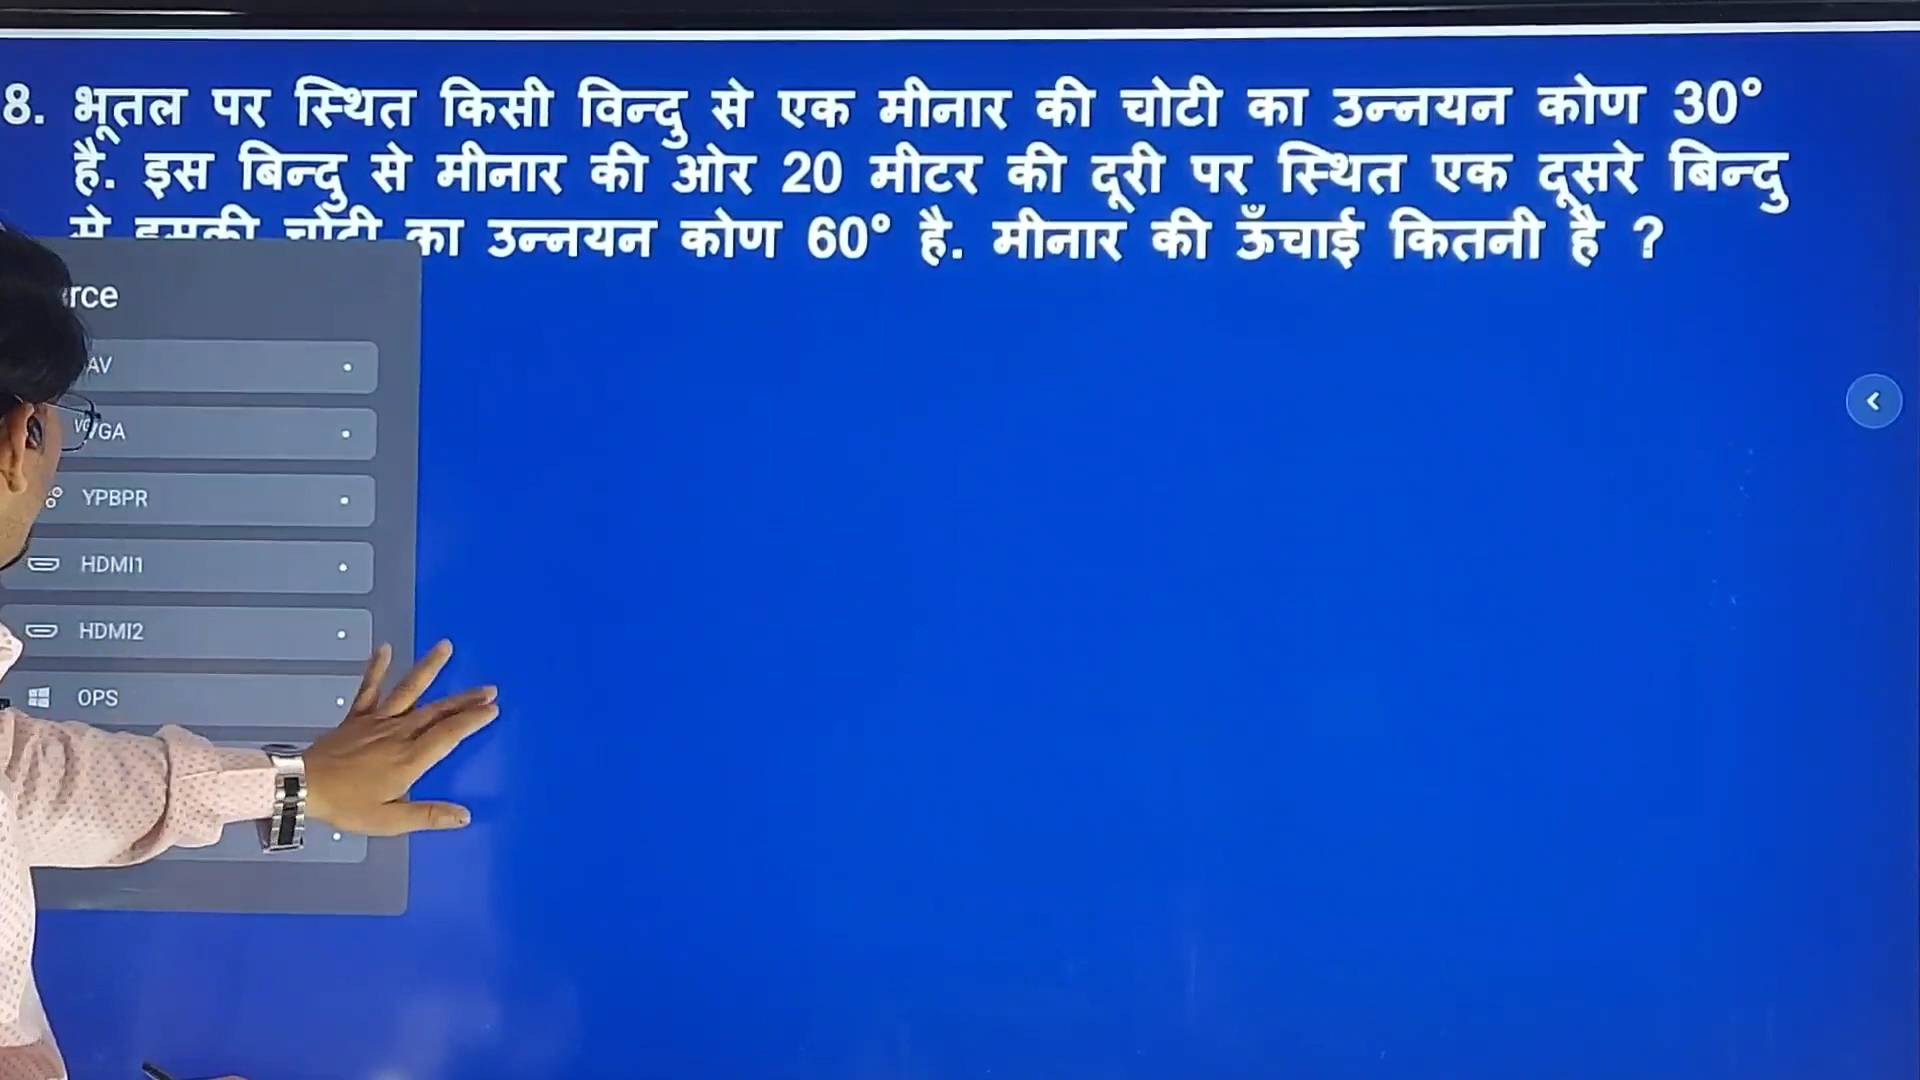 8. भूतल पर स्थित किसी विन्दु से एक मीनार की चोटी का उन्नयन कोण 30°
है. इस बिन्दु से मीनार की ओर 20 मीटर की दूरी पर स्थित एक दूसरे बिन्दु
से इसकी चोटी का उन्नयन कोण 60° है. मीनार की ऊँचाई कितनी है ?
rce
AV
VGA
YPBPR
HDMI1
HDMI2
OPS